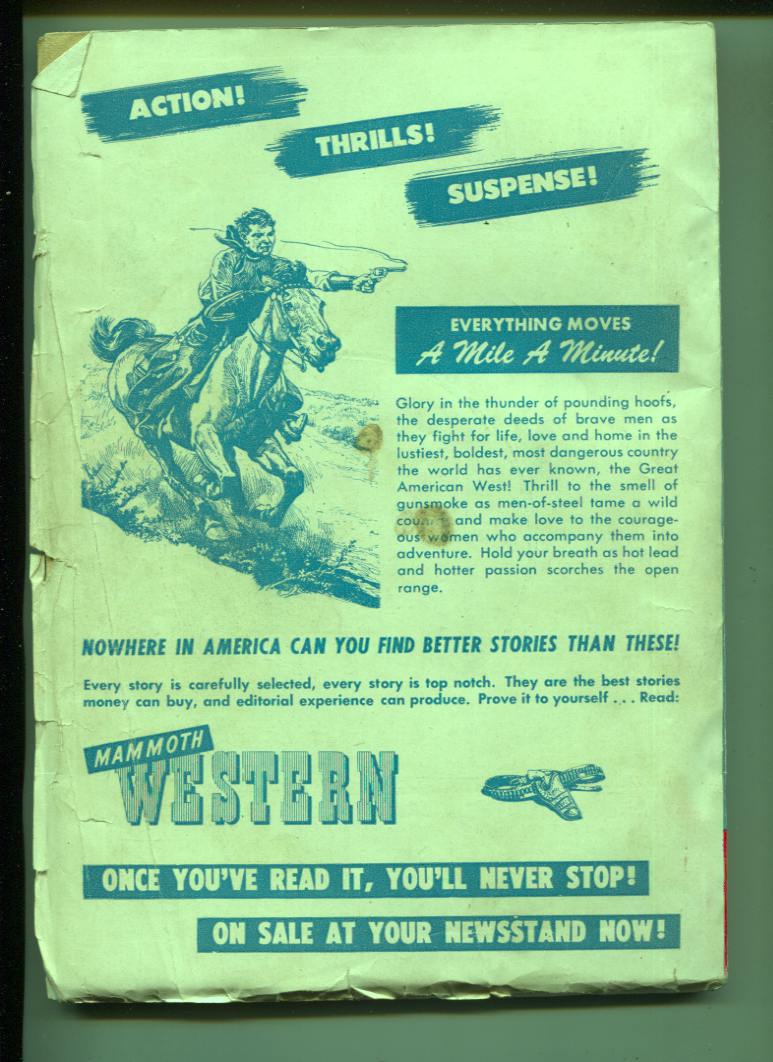 ACTION!
THRILLS!
SUSPENSE!
EVERYTHING MOVES
A Mile A Minute!
Glory in the thunder of pounding hoofs,
the desperate deeds of brave men as
they fight for life, love and home in the
lustiest, boldest, most dangerous country
the world has ever known, the Great
American West! Thrill to the smell of
gunsmoke as men-of-steel tame a wild
country and make love to the courage-
ous women who accompany them into
adventure. Hold your breath as hot lead
and hotter passion scorches the open
range.
NOWHERE IN AMERICA CAN YOU FIND BETTER STORIES THAN THESE!
Every story is carefully selected, every story is top notch. They are the best stories
money can buy, and editorial experience can produce. Prove it to yourself . . . Read:
MAMMOTH
WESTERN
ONCE YOU'VE READ IT, YOU'LL NEVER STOP!
ON SALE AT YOUR NEWSSTAND NOW!